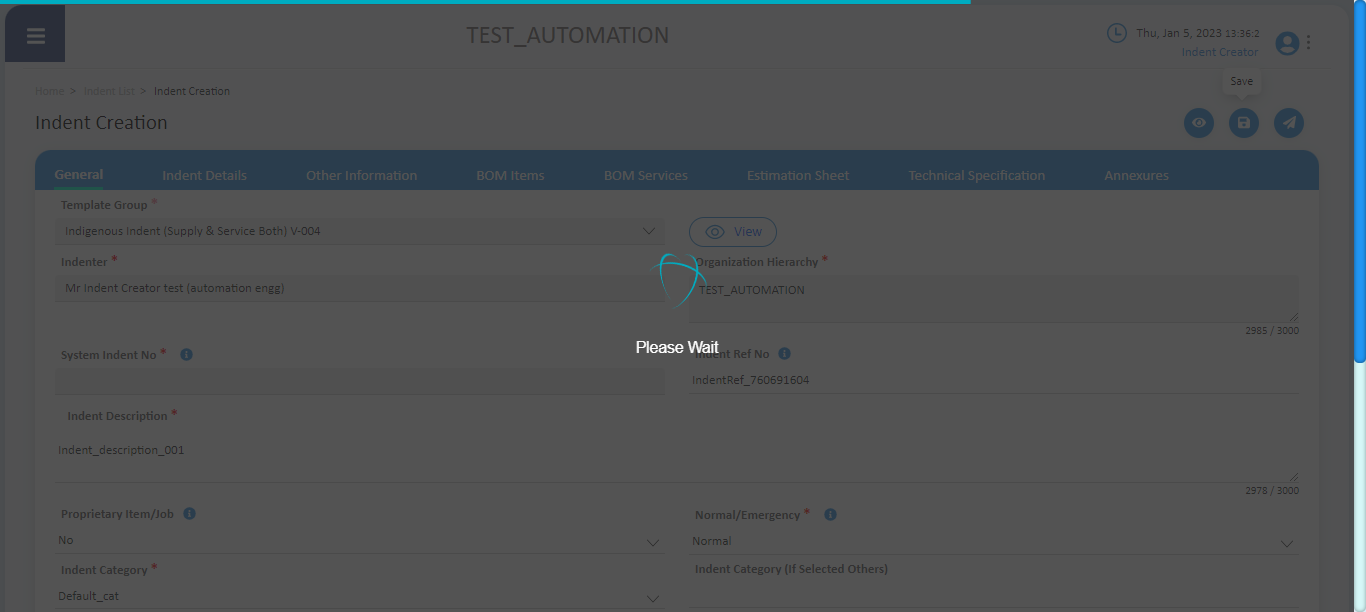 TEST_AUTOMATION
Thu, Jan 5, 2023 13:36:2
Indent Creator
Save
Home > Indent List > Indent Creation
Indent Creation
General Indent Details Other Information BOM Items BOM Services Estimation Sheet Technical Specification Annexures
Template Group *
Indigenous Indent (Supply & Service Both) V-004
View
Indenter * Organization Hierarchy *
Mr Indent Creator test (automation engg) TEST_AUTOMATION
2985 / 3000
Please Wait
System Indent No * Indent Ref No
IndentRef_760691604
Indent Description *
Indent_description_001
2978 / 3000
Proprietary Item/Job Normal/Emergency *
No Normal
Indent Category * Indent Category (If Selected Others)
Default_cat